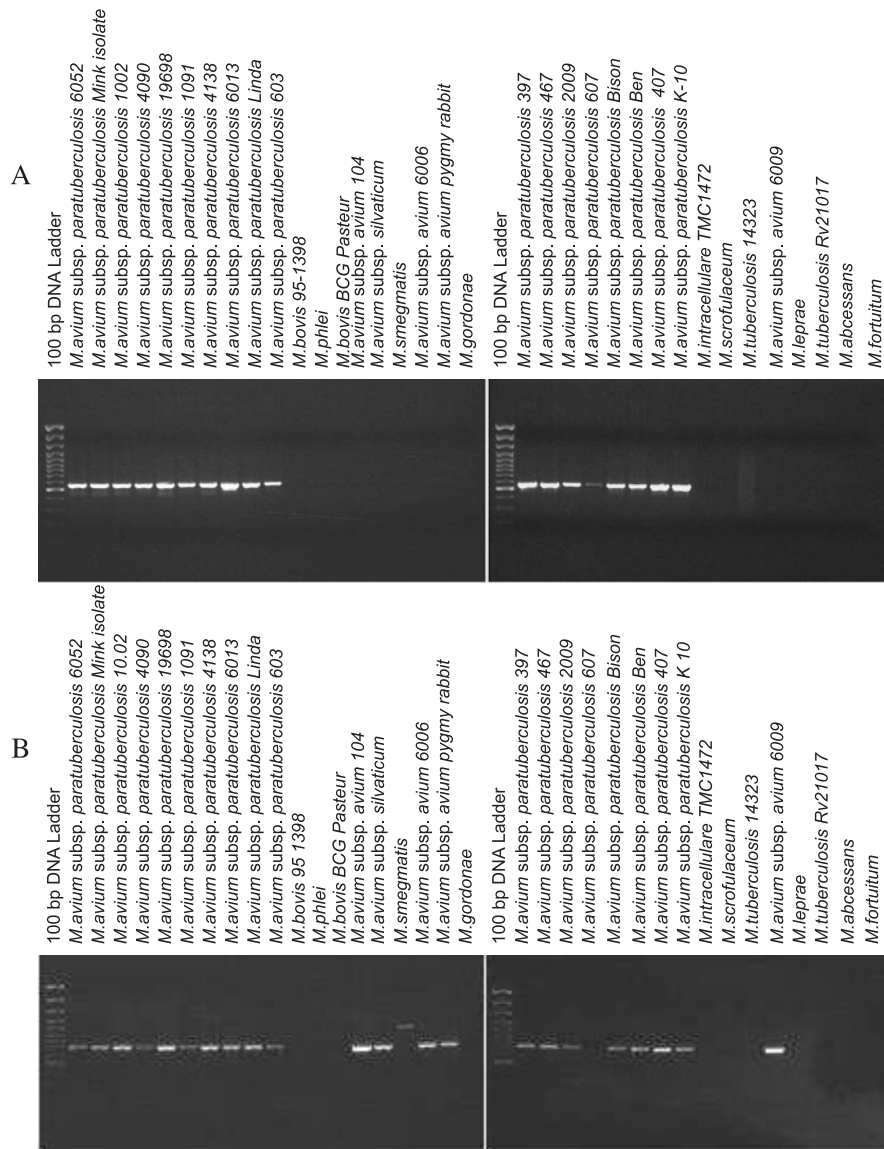 A
100 bp DNA Ladder
M.avium subsp. paratuberculosis 6052
M.avium subsp. paratuberculosis Mink isolate
M.avium subsp. paratuberculosis 1002
M.avium subsp. paratuberculosis 4090
M.avium subsp. paratuberculosis 19698
M.avium subsp. paratuberculosis 1091
M.avium subsp. paratuberculosis 4138
M.avium subsp. paratuberculosis 6013
M.avium subsp. paratuberculosis Linda
M.avium subsp. paratuberculosis 603
M.bovis 95-1398
M.phlei
M.bovis BCG Pasteur
M.avium subsp. avium 104
M.avium subsp. silvaticum
M.smegmatis
M.avium subsp. avium 6006
M.avium subsp. avium pygmy rabbit
M.gordonae
100 bp DNA Ladder
M.avium subsp. paratuberculosis 397
M.avium subsp. paratuberculosis 467
M.avium subsp. paratuberculosis 2009
M.avium subsp. paratuberculosis 607
M.avium subsp. paratuberculosis Bison
M.avium subsp. paratuberculosis Ben
M.avium subsp. paratuberculosis 407
M.avium subsp. paratuberculosis K-10
M.intracellulare TMC1472
M.scrofulaceum
M.tuberculosis 14323
M.avium subsp. avium 6009
M.leprae
M.tuberculosis Rv21017
M.abcessans
M.fortuitum
B
100 bp DNA Ladder
M.avium subsp. paratuberculosis 6052
M.avium subsp. paratuberculosis Mink isolate
M.avium subsp. paratuberculosis 10.02
M.avium subsp. paratuberculosis 4090
M.avium subsp. paratuberculosis 19698
M.avium subsp. paratuberculosis 1091
M.avium subsp. paratuberculosis 4138
M.avium subsp. paratuberculosis 6013
M.avium subsp. paratuberculosis Linda
M.avium subsp. paratuberculosis 603
M.bovis 95 1398
M.phlei
M.bovis BCG Pasteur
M.avium subsp. avium 104
M.avium subsp. silvaticum
M.smegmatis
M.avium subsp. avium 6006
M.avium subsp. avium pygmy rabbit
M.gordonae
100 bp DNA Ladder
M.avium subsp. paratuberculosis 397
M.avium subsp. paratuberculosis 467
M.avium subsp. paratuberculosis 2009
M.avium subsp. paratuberculosis 607
M.avium subsp. paratuberculosis Bison
M.avium subsp. paratuberculosis Ben
M.avium subsp. paratuberculosis 407
M.avium subsp. paratuberculosis K 10
M.intracellulare TMC1472
M.scrofulaceum
M.tuberculosis 14323
M.avium subsp. avium 6009
M.leprae
M.tuberculosis Rv21017
M.abcessans
M.fortuitum